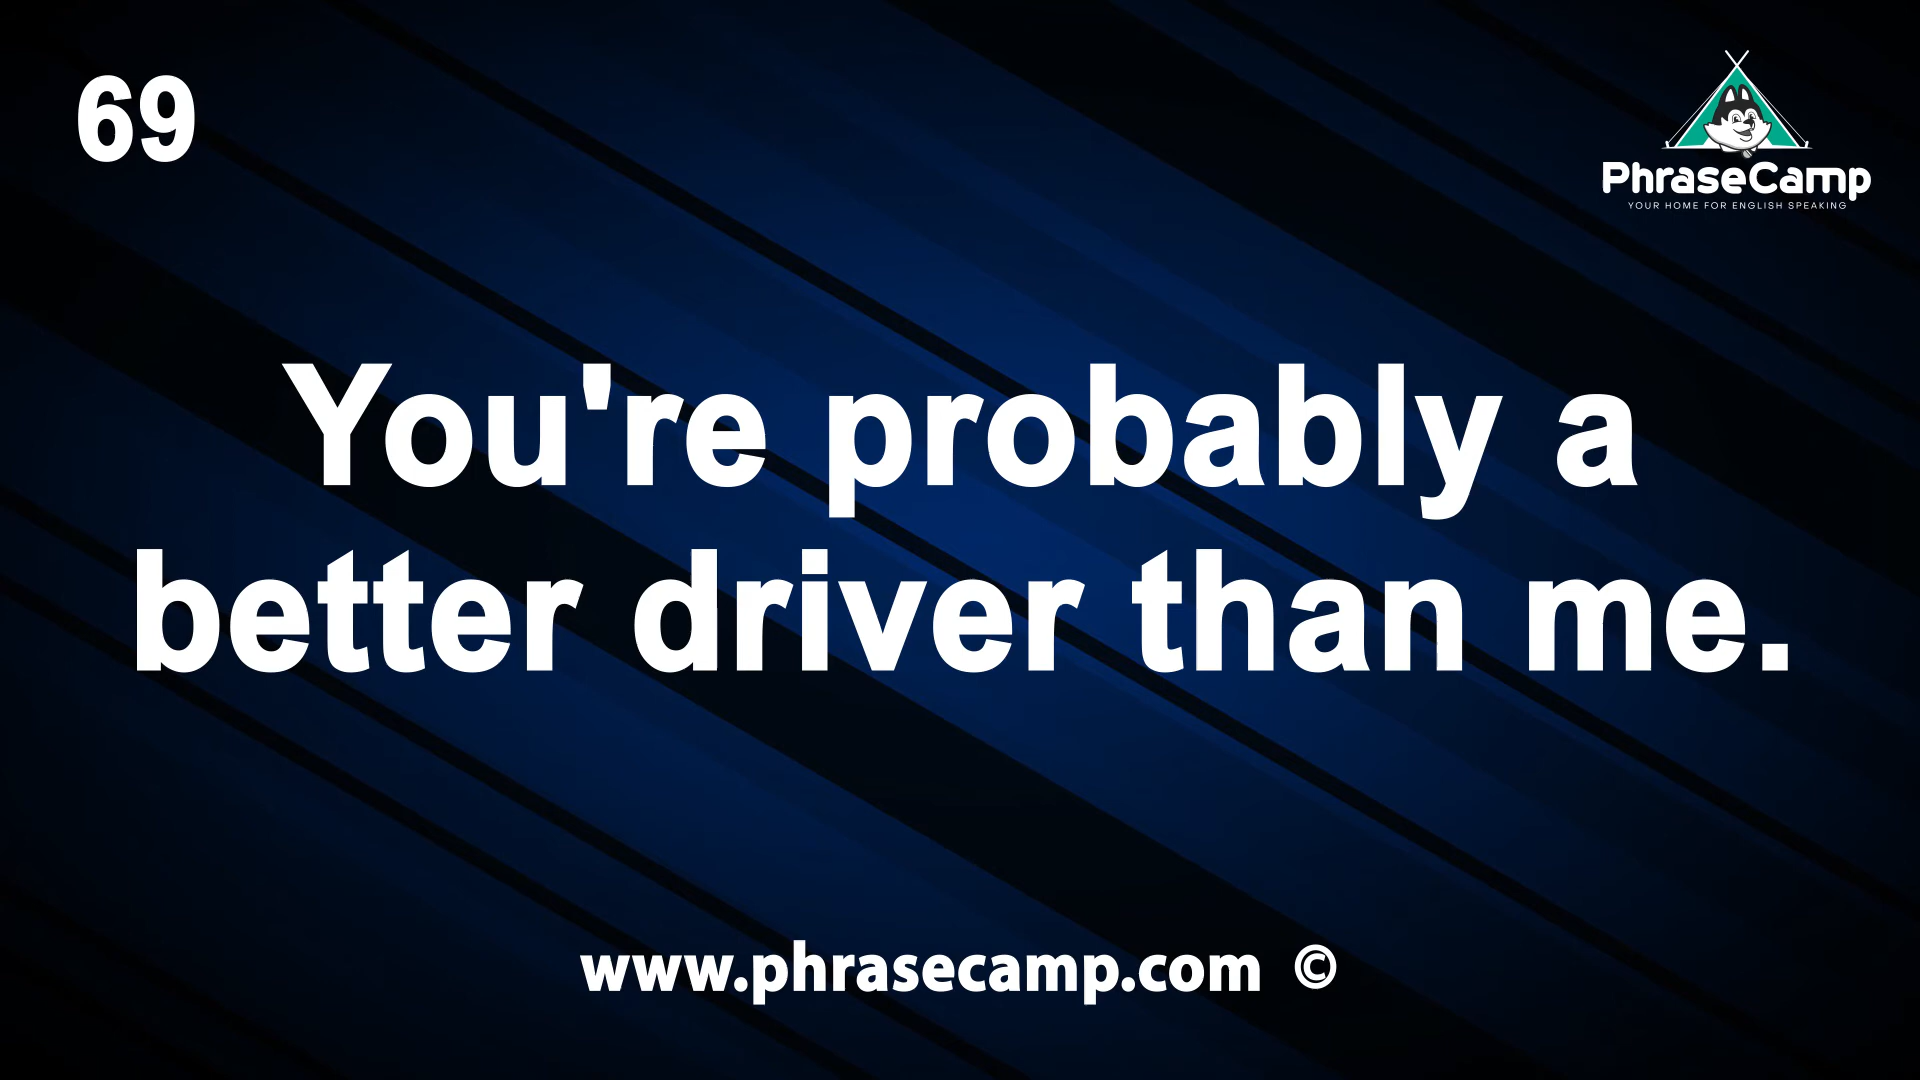 69
PhraseCamp
YOUR HOME FOR ENGLISH SPEAKING
You're probably a
better driver than me.
www.phrasecamp.com ©